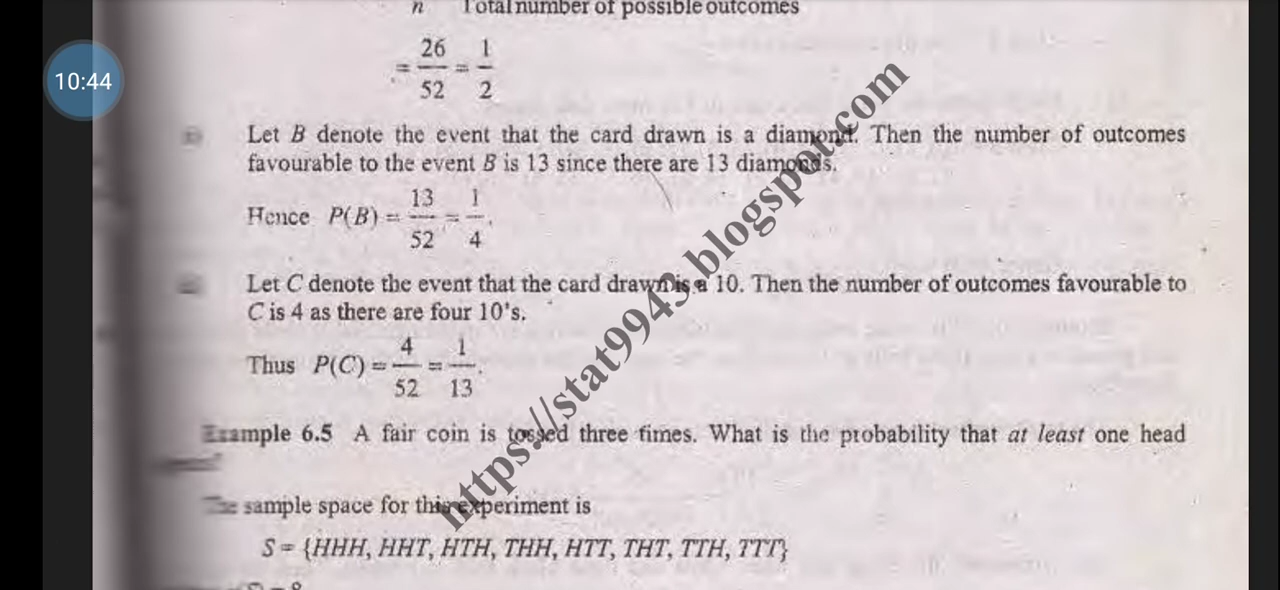 n Total number of possible outcomes
= 26/52 = 1/2
10:44
Let B denote the event that the card drawn is a diamond. Then the number of outcomes
favourable to the event B is 13 since there are 13 diamonds.
Hence P(B) = 13/52 = 1/4.
Let C denote the event that the card drawn is a 10. Then the number of outcomes favourable to
C is 4 as there are four 10's.
Thus P(C) = 4/52 = 1/13.
Example 6.5 A fair coin is tossed three times. What is the probability that at least one head
The sample space for this experiment is
S = {HHH, HHT, HTH, THH, HTT, THT, TTH, TTT}
https://stat9943.blogspot.com